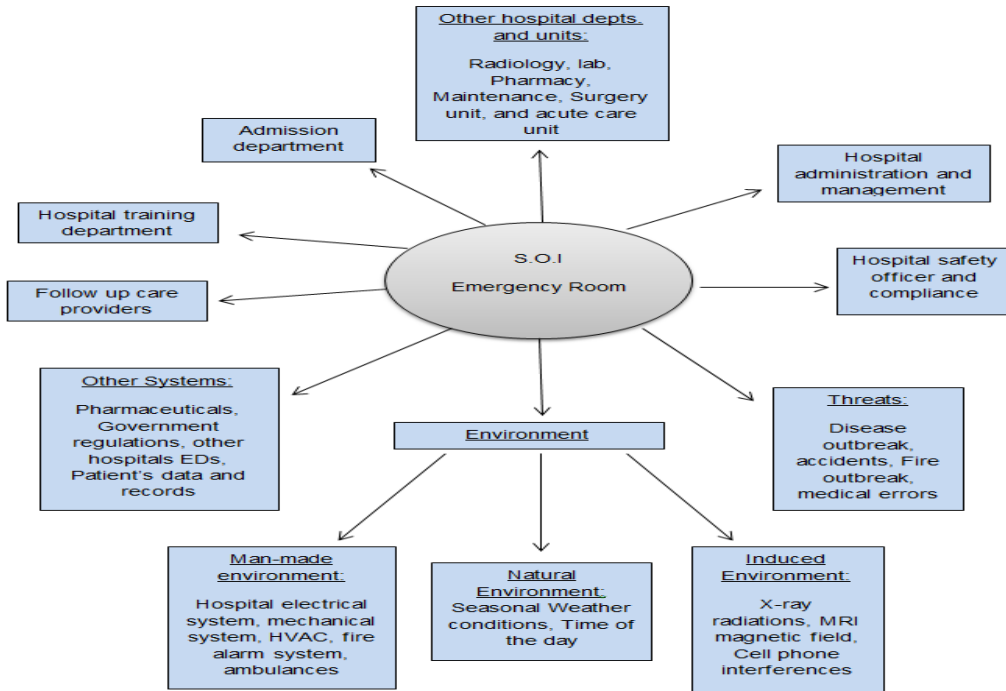 Other hospital depts.
and units:
Radiology, lab,
Pharmacy,
Maintenance, Surgery
unit, and acute care
unit
Admission
department
Hospital
administration and
management
Hospital training
department
S.O.I
Emergency Room
Hospital safety
officer and
compliance
Follow up care
providers
Other Systems:
Pharmaceuticals,
Government
regulations, other
hospitals EDs,
Patient's data and
records
Environment
Threats:
Disease
outbreak,
accidents, Fire
outbreak,
medical errors
Man-made
environment:
Hospital electrical
system, mechanical
system, HVAC, fire
alarm system,
ambulances
Natural
Environment:
Seasonal Weather
conditions, Time of
the day
Induced
Environment:
X-ray
radiations, MRI
magnetic field,
Cell phone
interferences